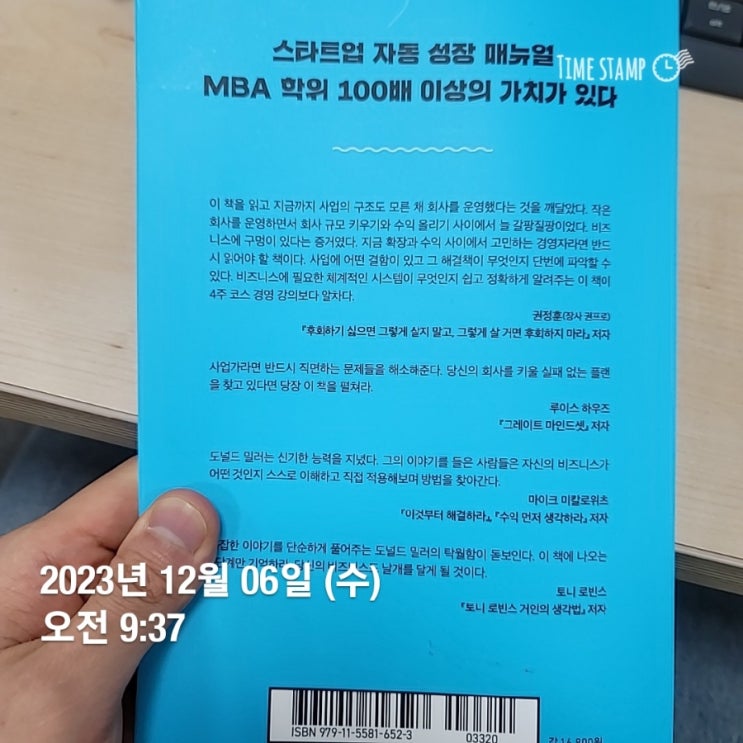 스타트업 자동 성장 매뉴얼
TIME STAMP
MBA 학위 100배 이상의 가치가 있다
이 책을 읽고 지금까지 사업의 구조도 모른 채 회사를 운영했다는 것을 깨달았다. 작은
회사를 운영하면서 회사 규모 키우기와 수익 올리기 사이에서 늘 갈팡질팡이었다. 비즈
니스에 구멍이 있다는 증거였다. 지금 확장과 수익 사이에서 고민하는 경영자라면 반드
시 읽어야 할 책이다. 사업에 어떤 결함이 있고 그 해결책이 무엇인지 단번에 파악할 수
있다. 비즈니스에 필요한 체계적인 시스템이 무엇인지 쉽고 정확하게 알려주는 이 책이
4주 코스 경영 강의보다 알차다.
권정훈(장사 권프로)
『후회하기 싫으면 그렇게 살지 말고, 그렇게 살 거면 후회하지 마라』 저자
사업가라면 반드시 직면하는 문제들을 해소해준다. 당신의 회사를 키울 실패 없는 플랜
을 찾고 있다면 당장 이 책을 펼쳐라.
루이스 하우즈
『그레이트 마인드셋』 저자
도널드 밀러는 신기한 능력을 지녔다. 그의 이야기를 들은 사람들은 자신의 비즈니스가
어떤 것인지 스스로 이해하고 직접 적용해보며 방법을 찾아간다.
마이크 미칼로위츠
『이것부터 해결하라』, 『수익 먼저 생각하라』 저자
이야기를 단순하게 풀어주는 도널드 밀러의 탁월함이 돋보인다. 이 책에 나오는
날개를 달게 될 것이다.
토니 로빈스
『토니 로빈스 거인의 생각법』 저자
2023년 12월 06일 (수)
오전 9:37
ISBN 979-11-5581-652-3
03320
값 16,800원